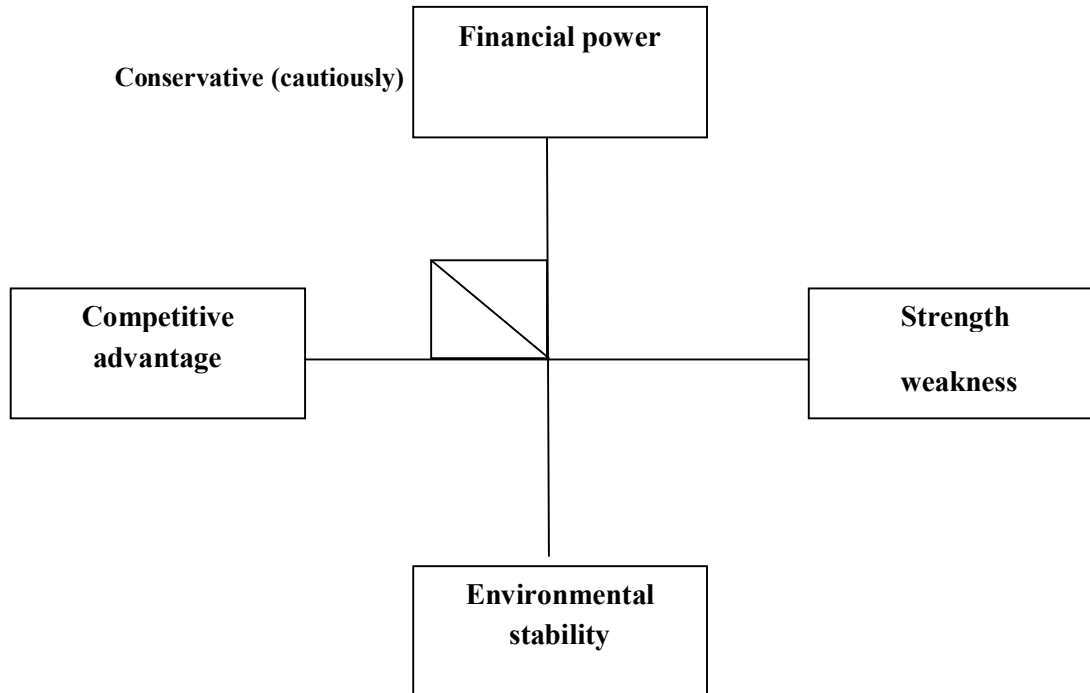 Financial power
Conservative (cautiously)
Competitive
advantage
Strength
weakness
Environmental
stability